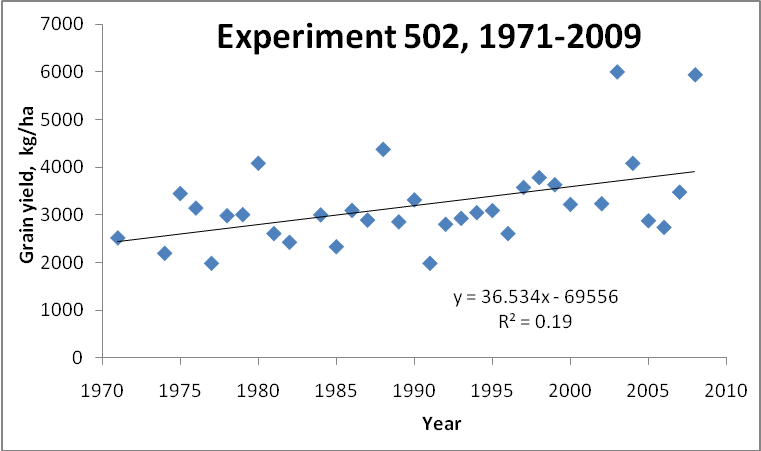 Experiment 502, 1971-2009
7000
6000
5000
4000
3000
2000
1000
0
Grain yield, kg/ha
y = 36.534x - 69556
R² = 0.19
1970 1975 1980 1985 1990 1995 2000 2005 2010
Year